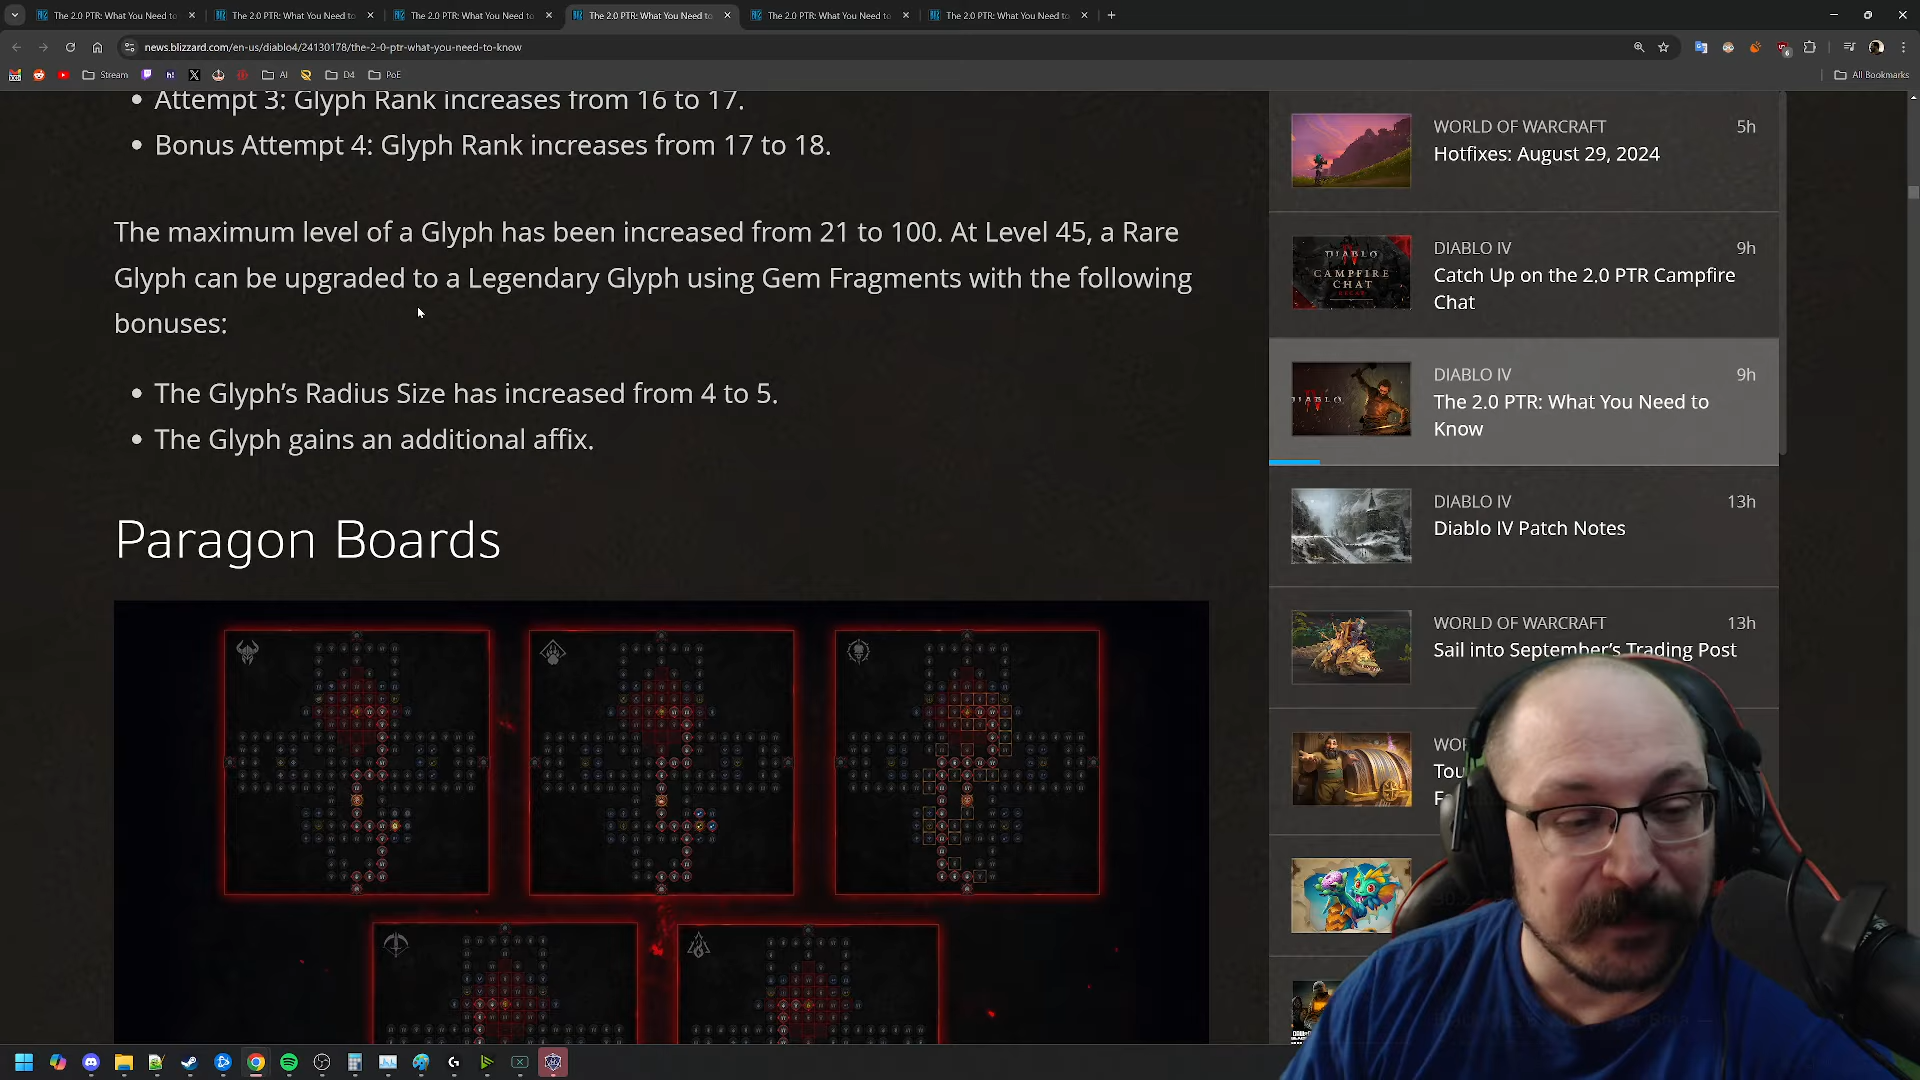 The 2.0 PTR: What You Need to
The 2.0 PTR: What You Need to
The 2.0 PTR: What You Need to
The 2.0 PTR: What You Need to
The 2.0 PTR: What You Need to
The 2.0 PTR: What You Need to
news.blizzard.com/en-us/diablo4/24130178/the-2-0-ptr-what-you-need-to-know
Stream
AI
D4
PoE
All Bookmarks
• Attempt 3: Glyph Rank increases from 16 to 17.
• Bonus Attempt 4: Glyph Rank increases from 17 to 18.
The maximum level of a Glyph has been increased from 21 to 100. At Level 45, a Rare
Glyph can be upgraded to a Legendary Glyph using Gem Fragments with the following
bonuses:
• The Glyph’s Radius Size has increased from 4 to 5.
• The Glyph gains an additional affix.
Paragon Boards
WORLD OF WARCRAFT 5h
Hotfixes: August 29, 2024
DIABLO IV 9h
Catch Up on the 2.0 PTR Campfire
Chat
DIABLO IV
CAMPFIRE
CHAT
DIABLO IV 9h
The 2.0 PTR: What You Need to
Know
DIABLO IV 13h
Diablo IV Patch Notes
WORLD OF WARCRAFT 13h
Sail into September’s Trading Post
WO
Tou